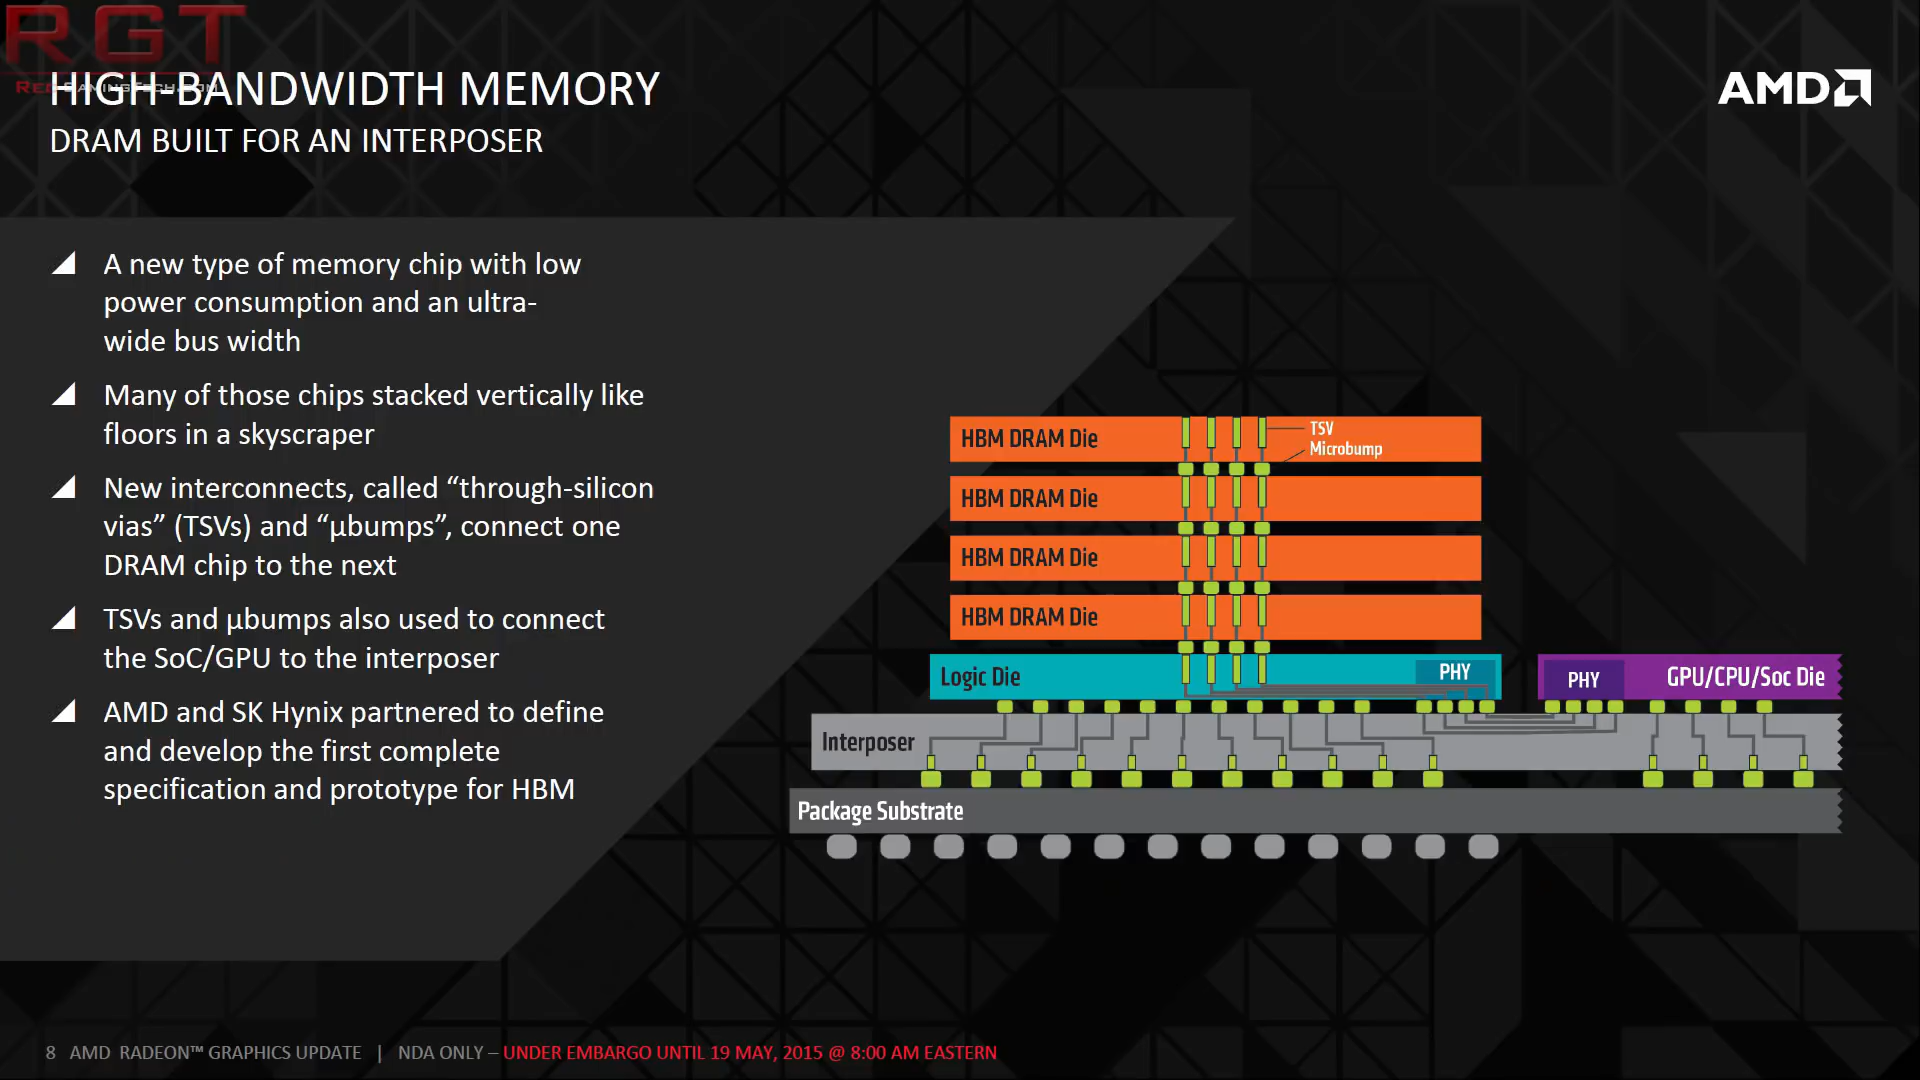 RGT
RedGamingTech.com
HIGH-BANDWIDTH MEMORY
DRAM BUILT FOR AN INTERPOSER
AMD
A new type of memory chip with low
power consumption and an ultra-
wide bus width
Many of those chips stacked vertically like
floors in a skyscraper
New interconnects, called “through-silicon
vias” (TSVs) and “µbumps”, connect one
DRAM chip to the next
TSVs and µbumps also used to connect
the SoC/GPU to the interposer
AMD and SK Hynix partnered to define
and develop the first complete
specification and prototype for HBM
HBM DRAM Die
TSV
Microbump
HBM DRAM Die
HBM DRAM Die
HBM DRAM Die
Logic Die
PHY
PHY
GPU/CPU/Soc Die
Interposer
Package Substrate
8 AMD RADEON™ GRAPHICS UPDATE | NDA ONLY – UNDER EMBARGO UNTIL 19 MAY, 2015 @ 8:00 AM EASTERN